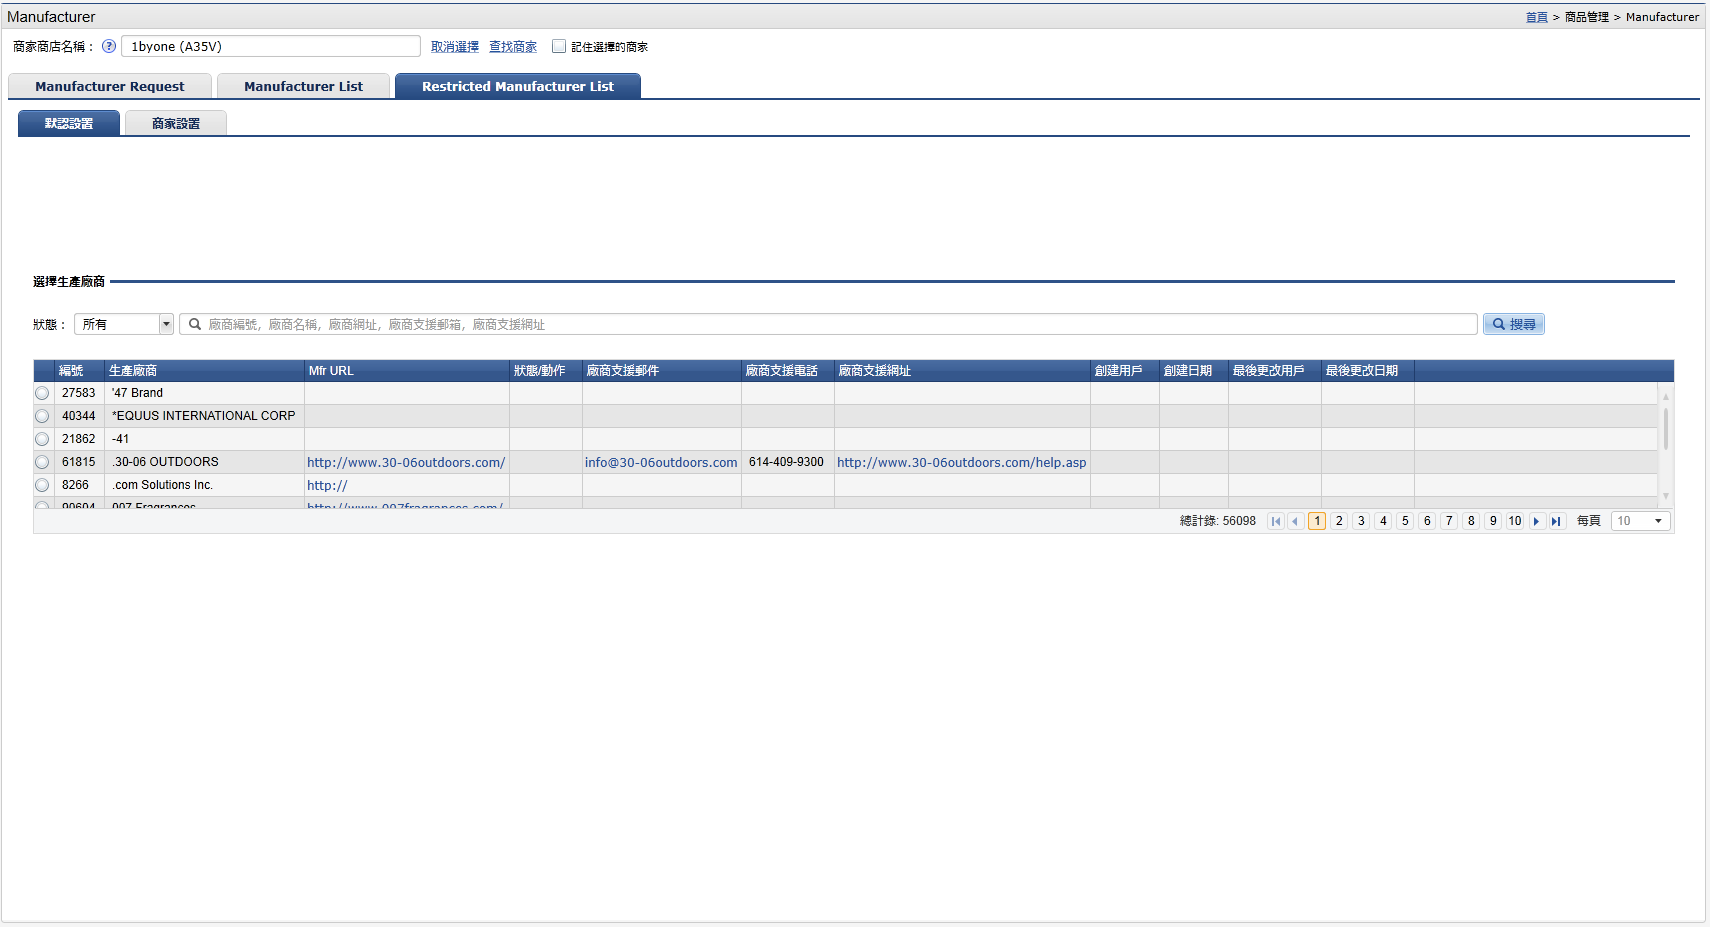 Manufacturer
首頁 > 商品管理 > Manufacturer
商家商店名稱： ? 1byone (A35V) 取消選擇 查找商家 記住選擇的商家
Manufacturer Request Manufacturer List Restricted Manufacturer List
默認設置 商家設置
選擇生產廠商
狀態： 所有 廠商編號, 廠商名稱, 廠商網址, 廠商支援郵箱, 廠商支援網址 搜尋
編號 生產廠商 Mfr URL 狀態/動作 廠商支援郵件 廠商支援電話 廠商支援網址 創建用戶 創建日期 最後更改用戶 最後更改日期
27583 '47 Brand
40344 *EQUUS INTERNATIONAL CORP
21862 -41
61815 .30-06 OUTDOORS http://www.30-06outdoors.com/ info@30-06outdoors.com 614-409-9300 http://www.30-06outdoors.com/help.asp
8266 .com Solutions Inc. http://
90604 007 Fragrances http://www.007fragrances.com/
總計錄: 56098 1 2 3 4 5 6 7 8 9 10 每頁 10